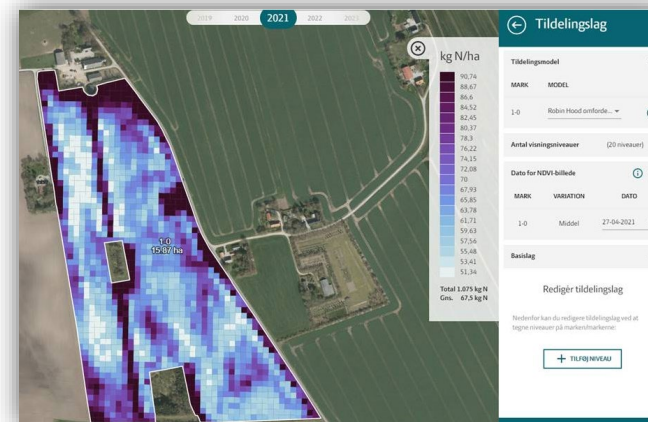 2019 2020 2021 2022 2023
kg N/ha
90,74
88,67
86,6
84,52
82,45
80,37
78,3
76,22
74,15
72,08
70
67,93
65,85
63,78
61,71
59,63
57,56
55,48
53,41
51,34
Total 1.075 kg N
Gns. 67,5 kg N
1-0
15,87 ha
Tildelingslag
Tildelingsmodel
MARK MODEL
1-0 Robin Hood omforde...
Antal visningsniveauer (20 niveauer)
Dato for NDVI-billede
MARK VARIATION DATO
1-0 Middel 27-04-2021
Basislag
Redigér tildelingslag
Nedenfor kan du redigere tildelingslag ved at
tegne niveauer på marken/markerne:
+ TILFØJ NIVEAU